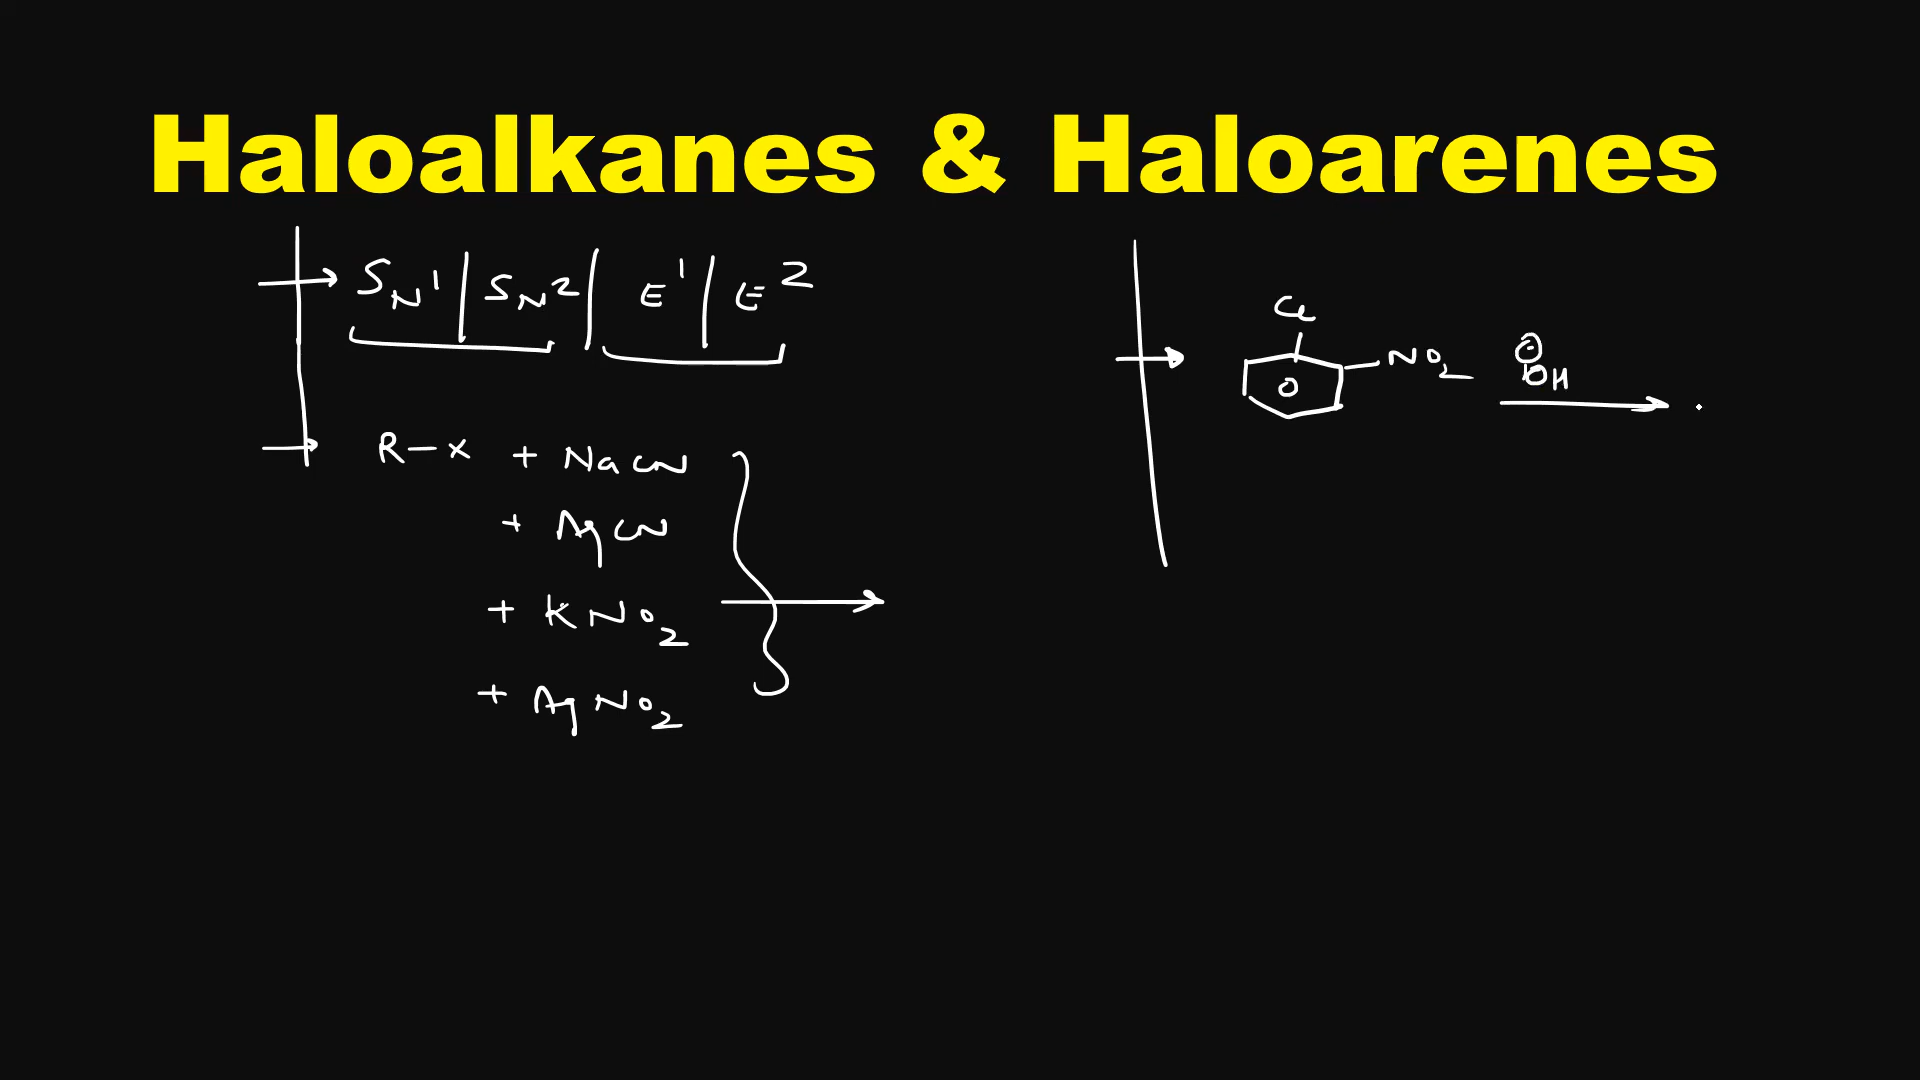 Haloalkanes & Haloarenes
SN1 | SN2 | E1 | E2
R-X + NaCN
+ AgCN
+ KNO2
+ AgNO2
Cl
NO2
⊖OH